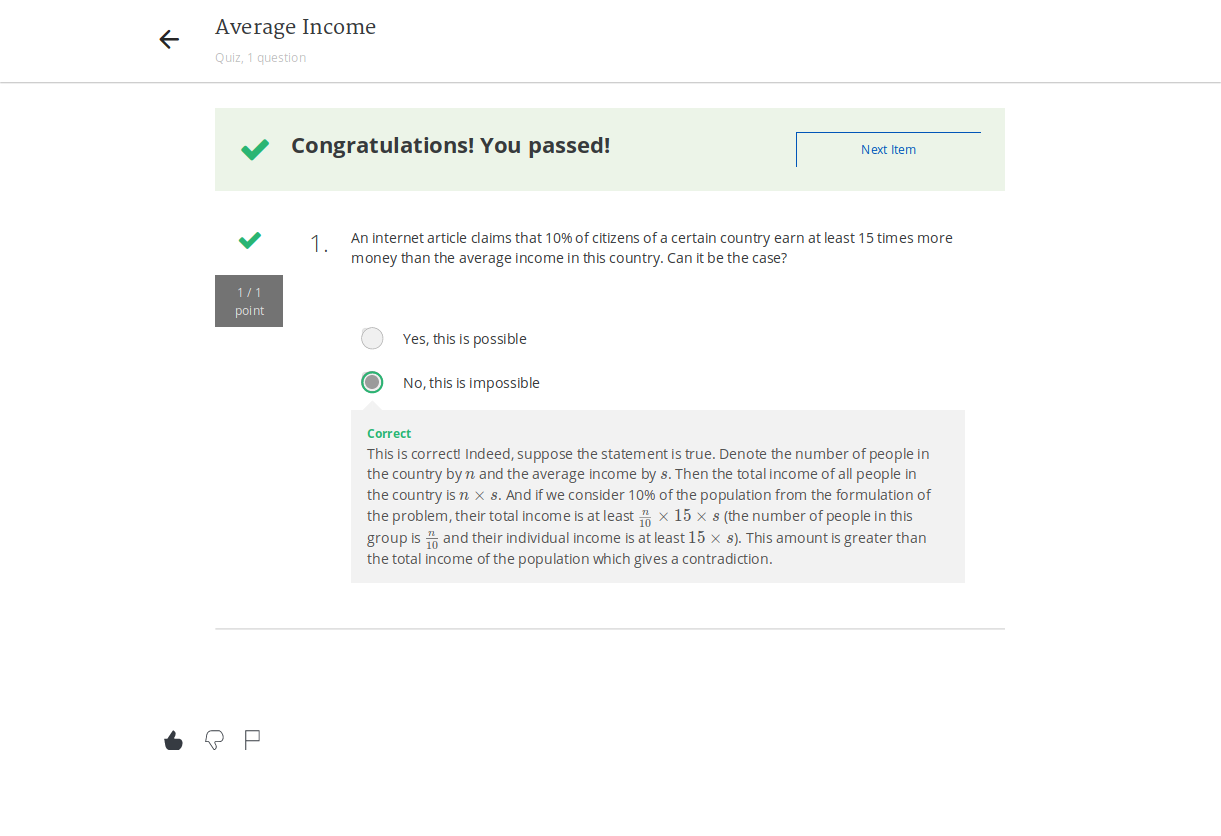 Average Income
Quiz, 1 question
Congratulations! You passed!
Next Item
1 / 1
point
1.
An internet article claims that 10% of citizens of a certain country earn at least 15 times more
money than the average income in this country. Can it be the case?
Yes, this is possible
No, this is impossible
Correct
This is correct! Indeed, suppose the statement is true. Denote the number of people in
the country by n and the average income by s. Then the total income of all people in
the country is n × s. And if we consider 10% of the population from the formulation of
the problem, their total income is at least n/10 × 15 × s (the number of people in this
group is n/10 and their individual income is at least 15 × s). This amount is greater than
the total income of the population which gives a contradiction.